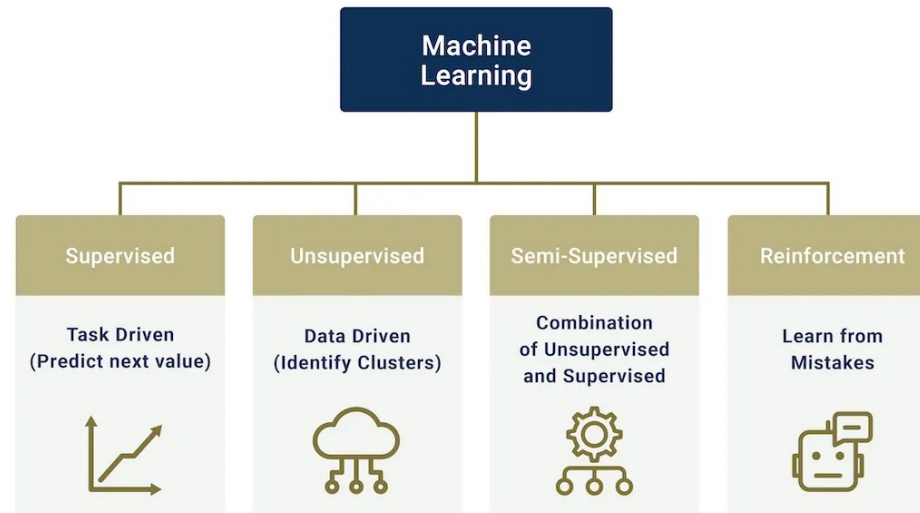 Machine
Learning
Supervised
Task Driven
(Predict next value)
Unsupervised
Data Driven
(Identify Clusters)
Semi-Supervised
Combination
of Unsupervised
and Supervised
Reinforcement
Learn from
Mistakes